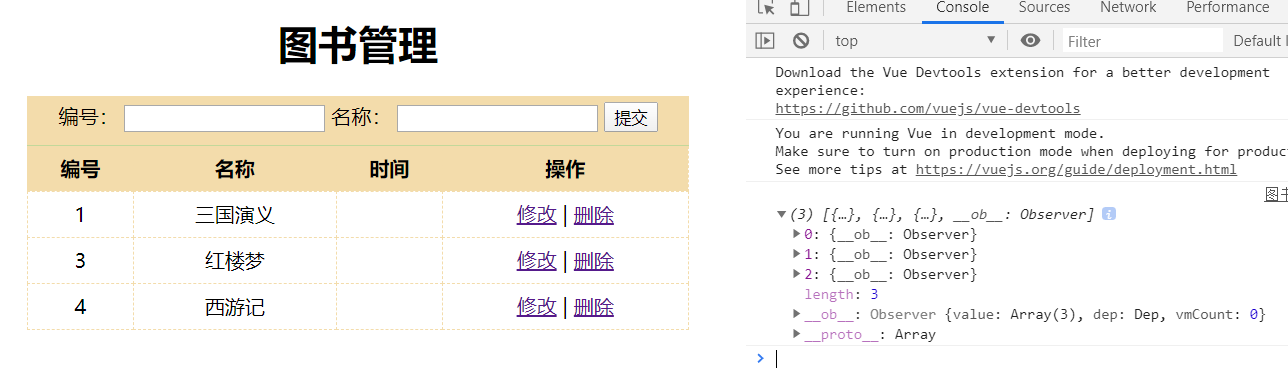 图书管理
编号： 名称： 提交
编号 名称 时间 操作
1 三国演义 修改 | 删除
3 红楼梦 修改 | 删除
4 西游记 修改 | 删除
Elements Console Sources Network Performance
top Filter Default
Download the Vue Devtools extension for a better development
experience:
https://github.com/vuejs/vue-devtools
You are running Vue in development mode.
Make sure to turn on production mode when deploying for produc
See more tips at https://vuejs.org/guide/deployment.html
图
(3) [{…}, {…}, {…}, __ob__: Observer]
0: {__ob__: Observer}
1: {__ob__: Observer}
2: {__ob__: Observer}
length: 3
__ob__: Observer {value: Array(3), dep: Dep, vmCount: 0}
__proto__: Array